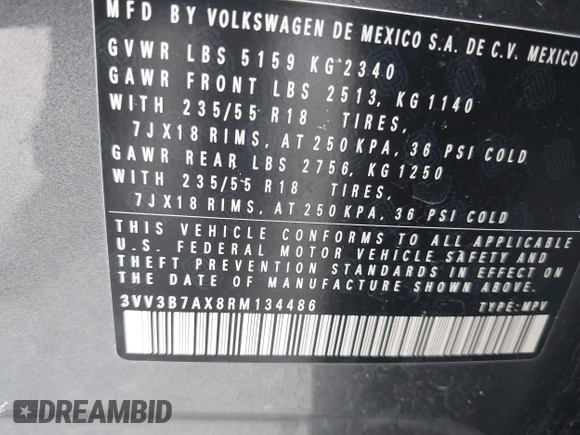 MFD BY VOLKSWAGEN DE MEXICO S.A. DE C.V. MEXICO
GVWR LBS 5159 KG 2340
GAWR FRONT LBS 2513, KG 1140
WITH 235/55 R18 TIRES,
7JX18 RIMS, AT 250 KPA, 36 PSI COLD
GAWR REAR LBS 2756, KG 1250
WITH 235/55 R18 TIRES,
7JX18 RIMS, AT 250 KPA, 36 PSI COLD
THIS VEHICLE CONFORMS TO ALL APPLICABLE
U.S. FEDERAL MOTOR VEHICLE SAFETY AND
THEFT PREVENTION STANDARDS IN EFFECT ON
THE DATE OF MANUFACTURE SHOWN ABOVE.
3VV3B7AX8RM134486 TYPE: MPV
DREAMBID